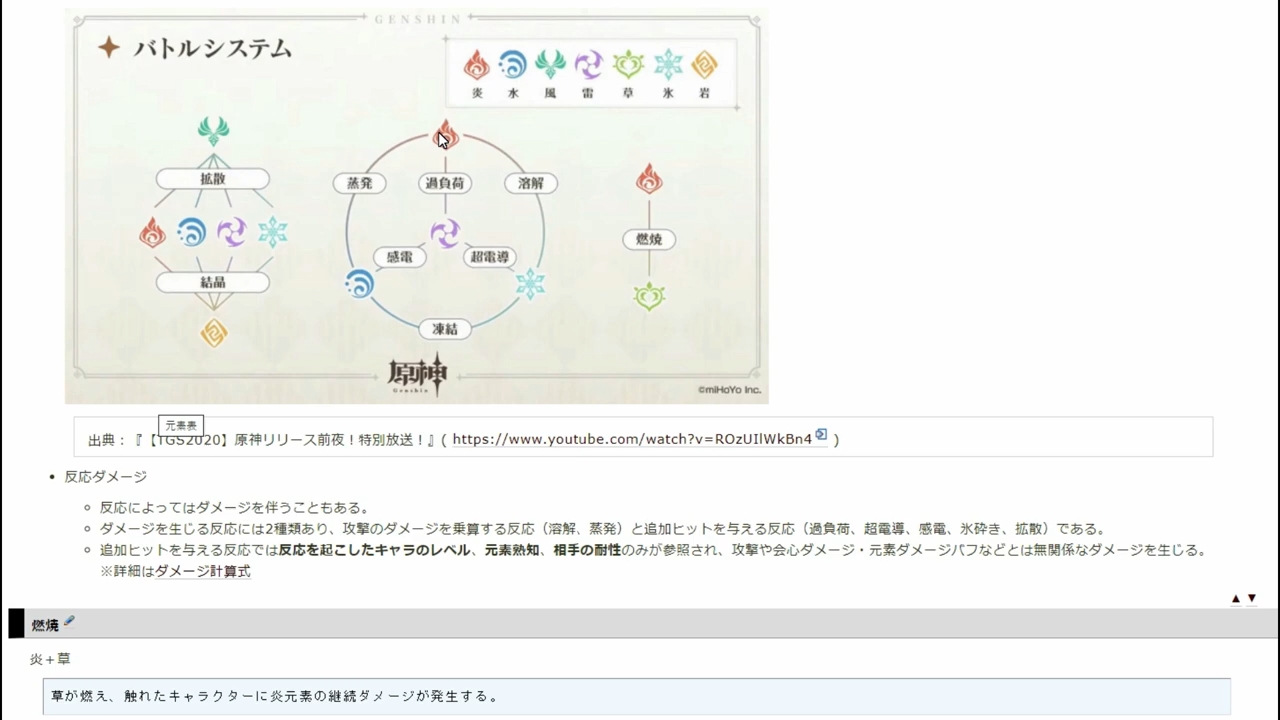 GENSHIN
バトルシステム
炎 水 風 雷 草 氷 岩
拡散
蒸発 過負荷 溶解
燃焼
感電 超電導
結晶
凍結
原神
Genshin
©miHoYo Inc.
元素表
出典：『【TGS2020】原神リリース前夜！特別放送！』( https://www.youtube.com/watch?v=ROzUIlWkBn4 )
• 反応ダメージ
反応によってはダメージを伴うこともある。
ダメージを生じる反応には2種類あり、攻撃のダメージを乗算する反応（溶解、蒸発）と追加ヒットを与える反応（過負荷、超電導、感電、氷砕き、拡散）である。
追加ヒットを与える反応では反応を起こしたキャラのレベル、元素熟知、相手の耐性のみが参照され、攻撃や会心ダメージ・元素ダメージバフなどとは無関係なダメージを生じる。
※詳細はダメージ計算式
▲ ▼
燃焼
炎＋草
草が燃え、触れたキャラクターに炎元素の継続ダメージが発生する。